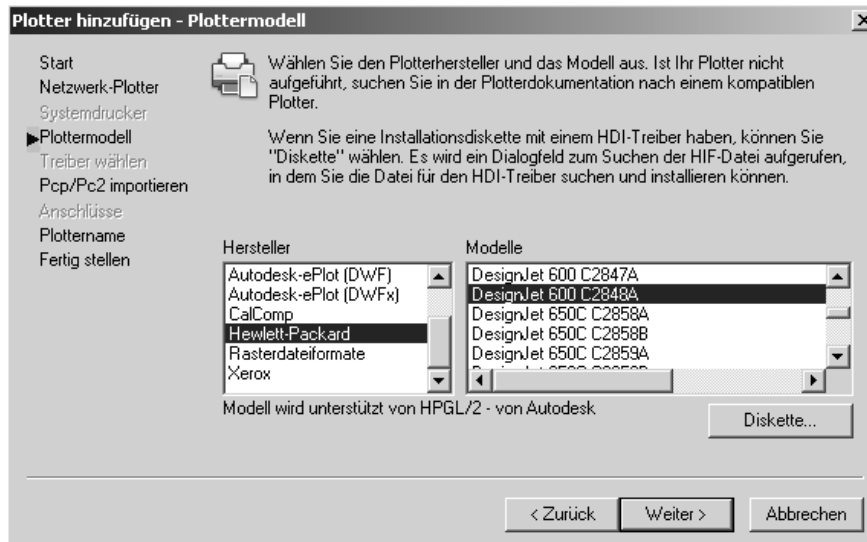 Plotter hinzufügen - Plottermodell
Start
Netzwerk-Plotter
Systemdrucker
Plottermodell
Treiber wählen
Pcp/Pc2 importieren
Anschlüsse
Plottername
Fertig stellen
Wählen Sie den Plotterhersteller und das Modell aus. Ist Ihr Plotter nicht
aufgeführt, suchen Sie in der Plotterdokumentation nach einem kompatiblen
Plotter.
Wenn Sie eine Installationsdiskette mit einem HDI-Treiber haben, können Sie
"Diskette" wählen. Es wird ein Dialogfeld zum Suchen der HIF-Datei aufgerufen,
in dem Sie die Datei für den HDI-Treiber suchen und installieren können.
Hersteller
Autodesk-ePlot (DWF)
Autodesk-ePlot (DWFx)
CalComp
Hewlett-Packard
Rasterdateiformate
Xerox
Modelle
DesignJet 600 C2847A
DesignJet 600 C2848A
DesignJet 650C C2858A
DesignJet 650C C2858B
DesignJet 650C C2859A
Modell wird unterstützt von HPGL/2 - von Autodesk
Diskette...
< Zurück
Weiter >
Abbrechen